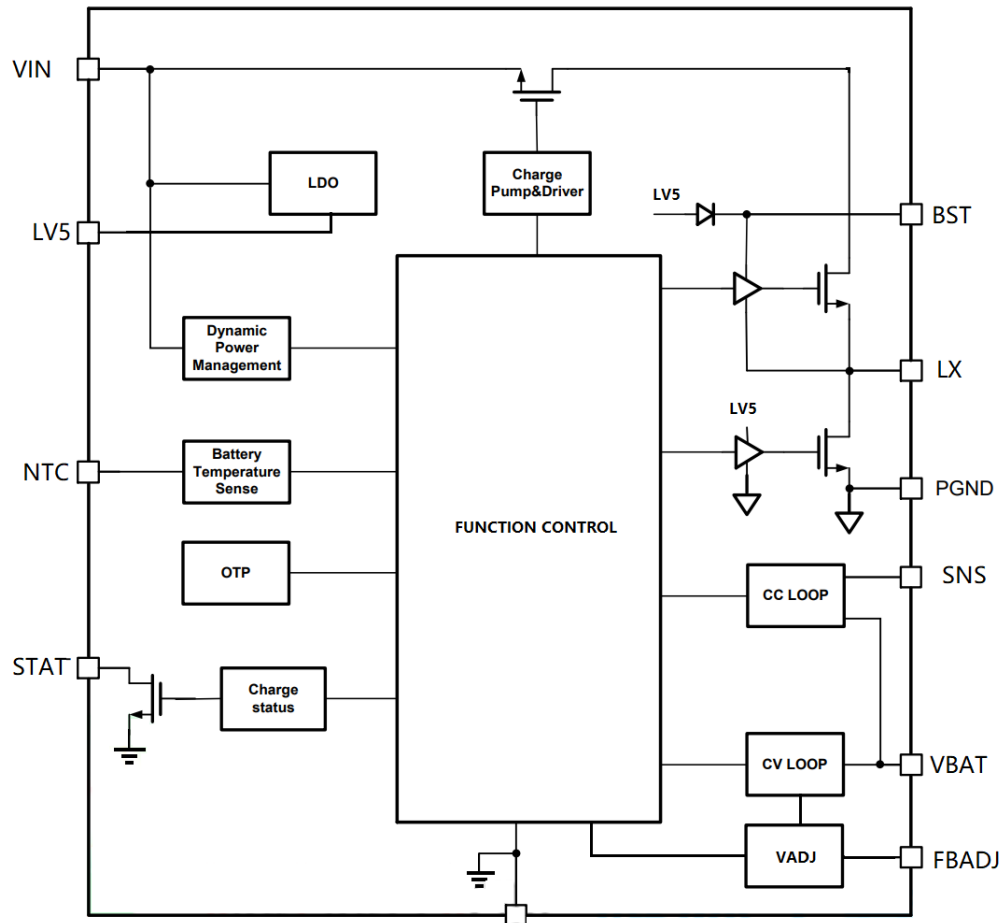 VIN
LDO
Charge
Pump&Driver
LV5
BST
LV5
Dynamic
Power
Management
LX
LV5
NTC
Battery
Temperature
Sense
PGND
FUNCTION CONTROL
OTP
SNS
CC LOOP
STAT
Charge
status
CV LOOP
VBAT
VADJ
FBADJ